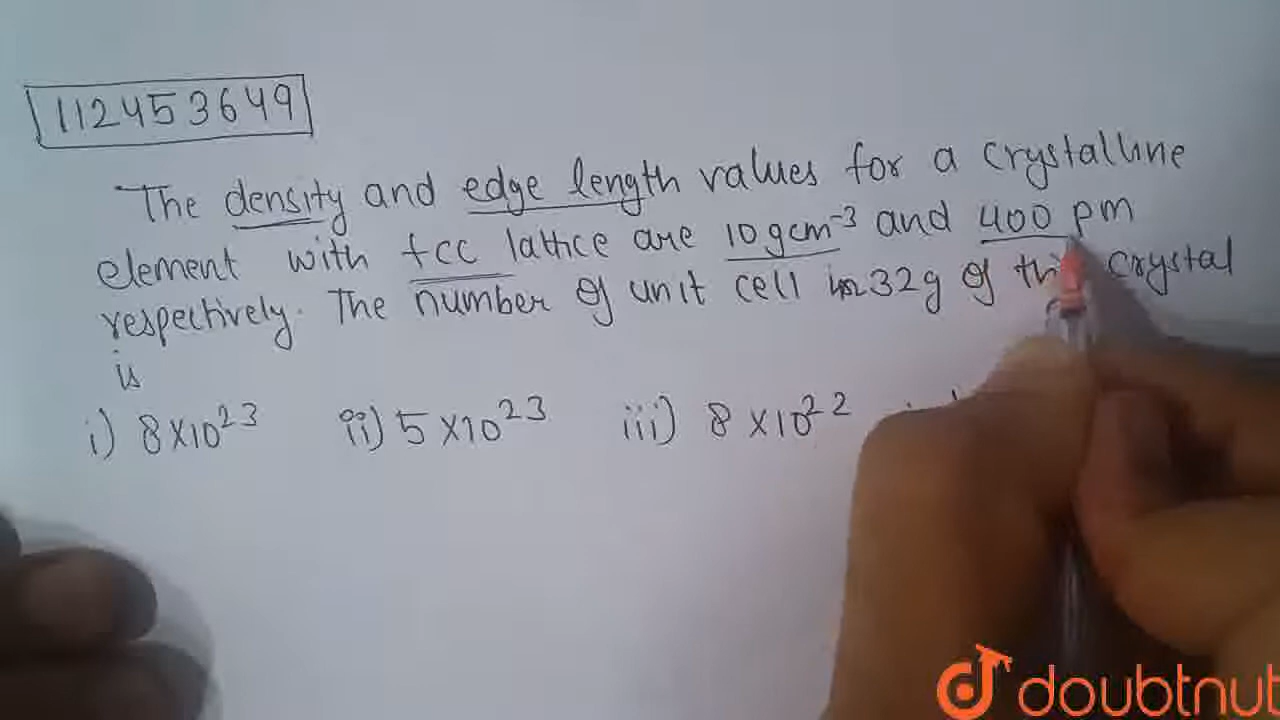 112453649
The density and edge length values for a crystalline
element with fcc lattice are 10gcm⁻³ and 400 pm
respectively. The number of unit cell in 32g of crystal
is
i) 8×10²³ ii) 5×10²³ iii) 8×10²²
doubtnut